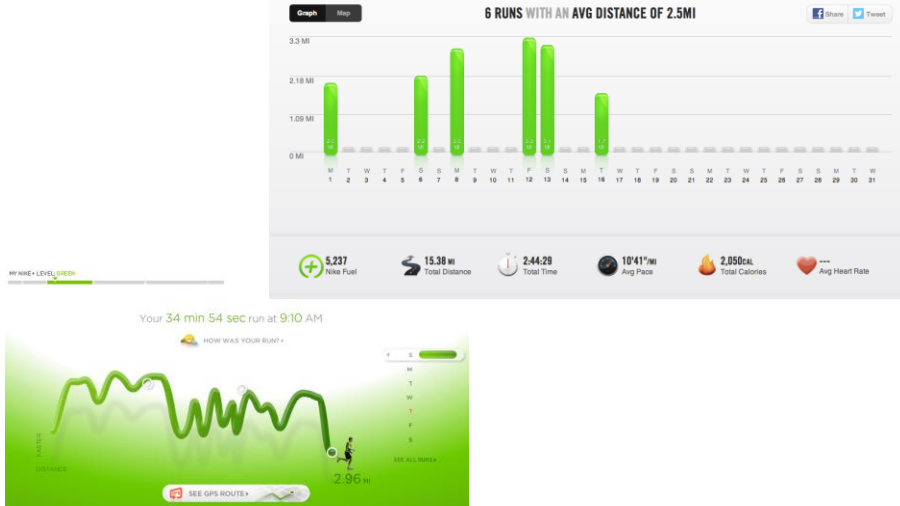 Graph Map
6 RUNS WITH AN AVG DISTANCE OF 2.5MI
Share Tweet
3.3 MI
2.18 MI
1.09 MI
0 MI
M T W T F S S M T W T F S S M T W T F S S M T W T F S S M T W
1 2 3 4 5 6 7 8 9 10 11 12 13 14 15 16 17 18 19 20 21 22 23 24 25 26 27 28 29 30 31
5,237
Nike Fuel
15.38 MI
Total Distance
2:44:29
Total Time
10'41"/MI
Avg Pace
2,050CAL
Total Calories
---
Avg Heart Rate
MY NIKE+ LEVEL: GREEN
Your 34 min 54 sec run at 9:10 AM
HOW WAS YOUR RUN?
S
M
T
W
T
F
S
SEE ALL RUNS
FASTER
DISTANCE
2.96 MI
SEE GPS ROUTE